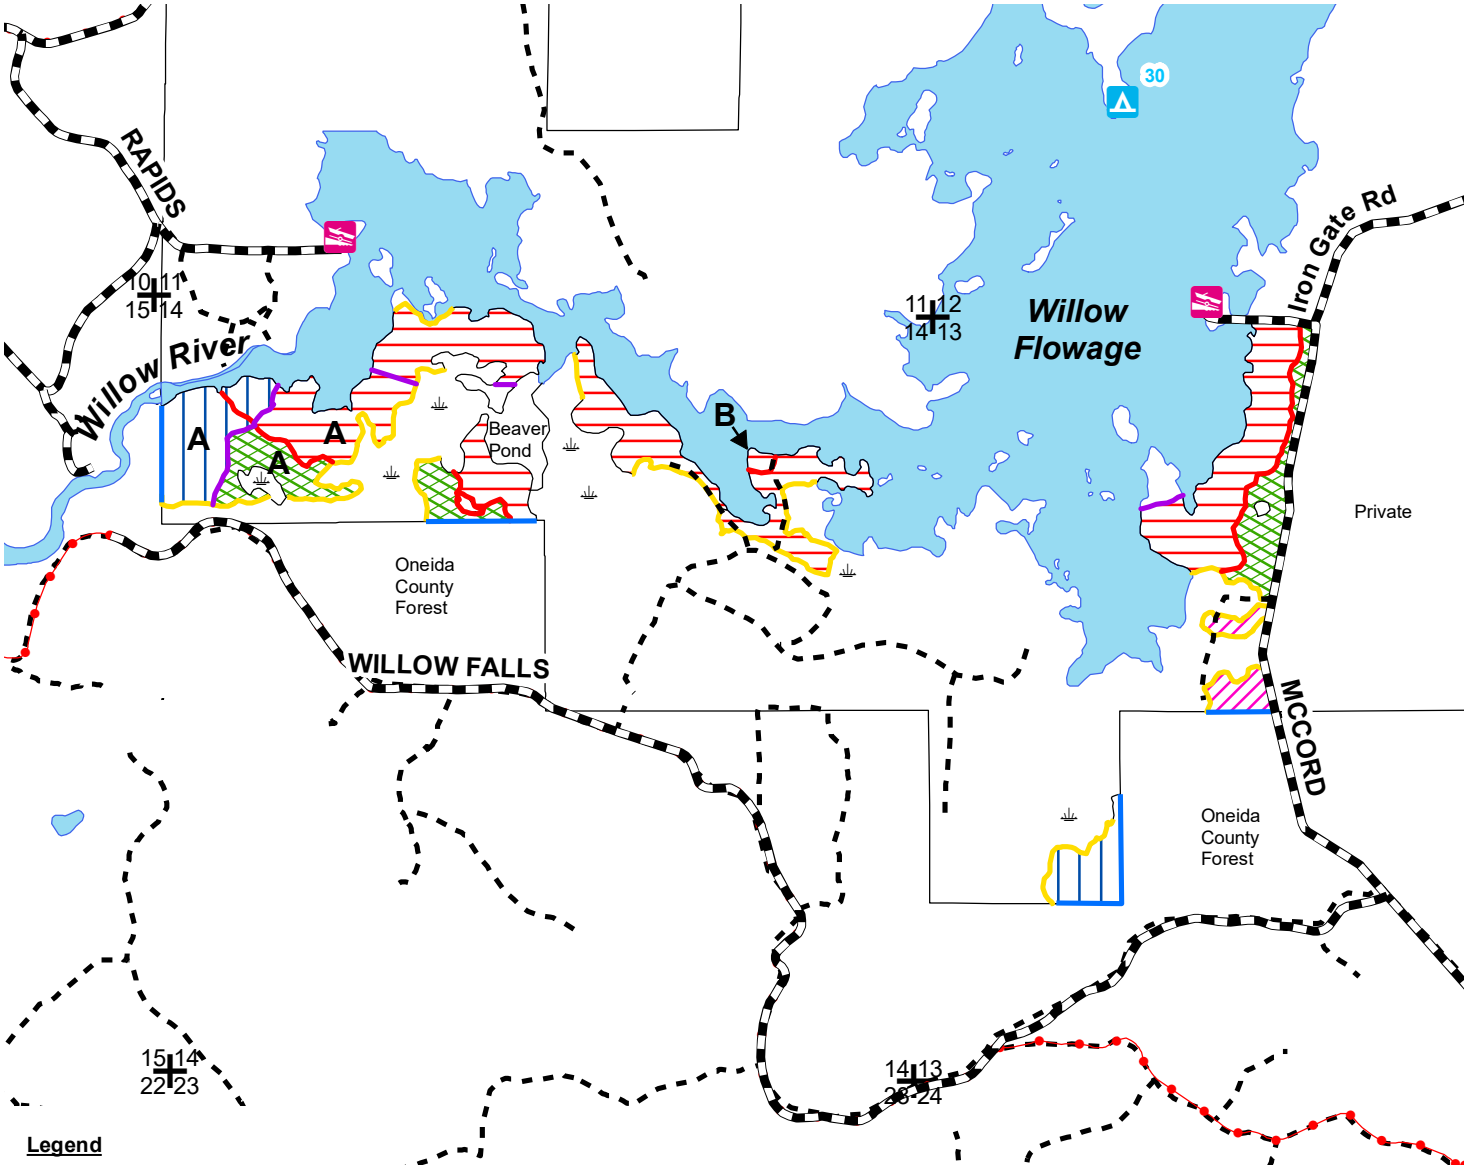 30
RAPIDS
Iron Gate Rd
10 11
15 14
11 12
14 13
Willow
Flowage
Willow River
B
A
A
A
Beaver
Pond
Private
Oneida
County
Forest
WILLOW FALLS
MCCORD
Oneida
County
Forest
15 14
22 23
14 13
23 24
Legend